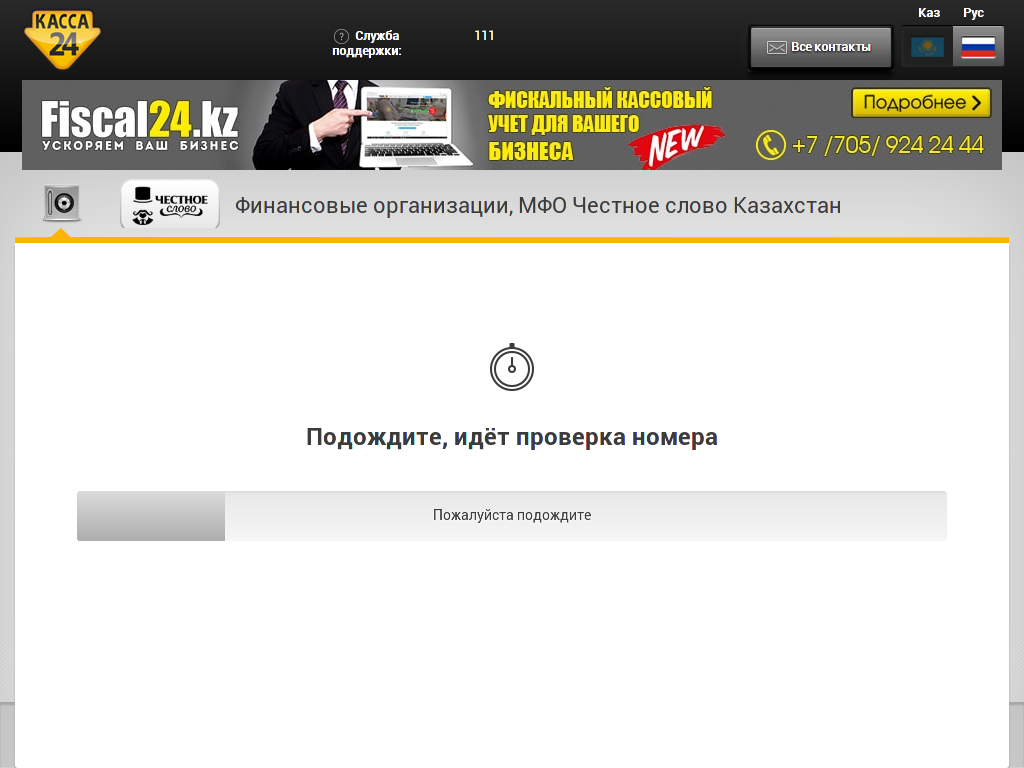 КАССА
24
? Служба
поддержки:
111
Все контакты
Каз Рус
Fiscal24.kz
УСКОРЯЕМ ВАШ БИЗНЕС
ФИСКАЛЬНЫЙ КАССОВЫЙ
УЧЕТ ДЛЯ ВАШЕГО
БИЗНЕСА
NEW
Подробнее
+7 /705/ 924 24 44
ЧЕСТНОЕ
СЛОВО
Финансовые организации, МФО Честное слово Казахстан
Подождите, идёт проверка номера
Пожалуйста подождите